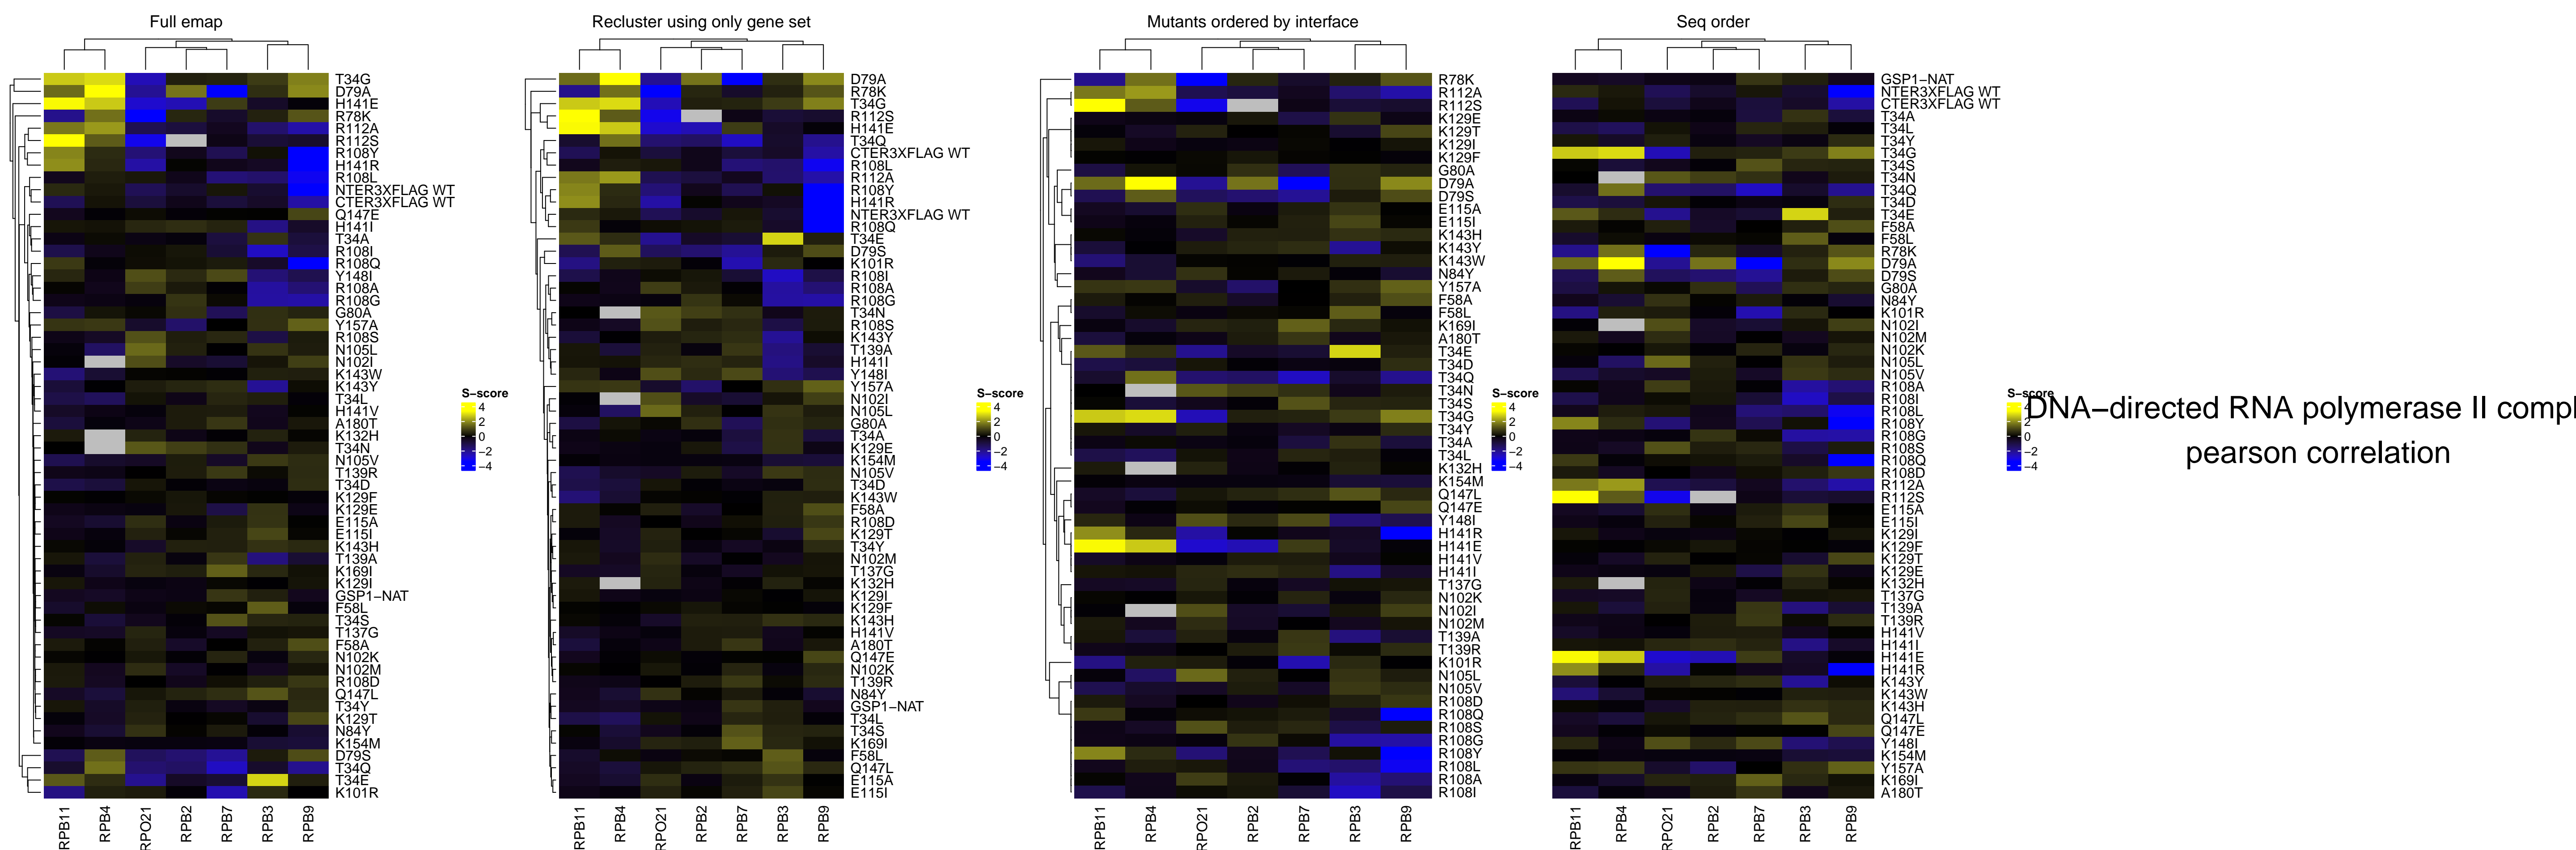 Full emap
T34G
D79A
H141E
R78K
R112A
R112S
R108Y
H141R
R108L
NTER3XFLAG WT
CTER3XFLAG WT
Q147E
H141I
T34A
R108I
R108Q
Y148I
R108A
R108G
G80A
Y157A
R108S
N105L
N102I
K143W
K143Y
T34L
H141V
A180T
K132H
T34N
N105V
T139R
T34D
K129F
K129E
E115A
E115I
K143H
T139A
K169I
K129I
GSP1−NAT
F58L
T34S
T137G
F58A
N102K
N102M
R108D
Q147L
T34Y
K129T
N84Y
K154M
D79S
T34Q
T34E
K101R
RPB11
RPB4
RPO21
RPB2
RPB7
RPB3
RPB9
S−score
4
2
0
−2
−4
Recluster using only gene set
D79A
R78K
T34G
R112S
H141E
T34Q
CTER3XFLAG WT
R108L
R112A
R108Y
H141R
NTER3XFLAG WT
R108Q
T34E
D79S
K101R
R108I
R108A
R108G
T34N
R108S
K143Y
T139A
H141I
Y148I
Y157A
N102I
N105L
G80A
T34A
K129E
K154M
N105V
T34D
K143W
F58A
R108D
K129T
T34Y
N102M
T137G
K132H
K129I
K129F
K143H
H141V
A180T
Q147E
N102K
T139R
N84Y
GSP1−NAT
T34L
T34S
K169I
F58L
Q147L
E115A
E115I
RPB11
RPB4
RPO21
RPB2
RPB7
RPB3
RPB9
S−score
4
2
0
−2
−4
Mutants ordered by interface
R78K
R112A
R112S
K129E
K129T
K129I
K129F
G80A
D79A
D79S
E115A
E115I
K143H
K143Y
K143W
N84Y
Y157A
F58A
F58L
K169I
A180T
T34E
T34D
T34Q
T34N
T34S
T34G
T34Y
T34A
T34L
K132H
K154M
Q147L
Q147E
Y148I
H141R
H141E
H141V
H141I
T137G
N102K
N102I
N102M
T139A
T139R
K101R
N105L
N105V
R108D
R108Q
R108S
R108G
R108Y
R108L
R108A
R108I
RPB11
RPB4
RPO21
RPB2
RPB7
RPB3
RPB9
S−score
4
2
0
−2
−4
Seq order
GSP1−NAT
NTER3XFLAG WT
CTER3XFLAG WT
T34A
T34L
T34Y
T34G
T34S
T34N
T34Q
T34D
T34E
F58A
F58L
R78K
D79A
D79S
G80A
N84Y
K101R
N102I
N102M
N102K
N105L
N105V
R108A
R108I
R108L
R108Y
R108G
R108S
R108Q
R108D
R112A
R112S
E115A
E115I
K129I
K129F
K129T
K129E
K132H
T137G
T139A
T139R
H141V
H141I
H141E
H141R
K143Y
K143W
K143H
Q147L
Q147E
Y148I
K154M
Y157A
K169I
A180T
RPB11
RPB4
RPO21
RPB2
RPB7
RPB3
RPB9
S−score
4
2
0
−2
−4
DNA−directed RNA polymerase II compl
pearson correlation